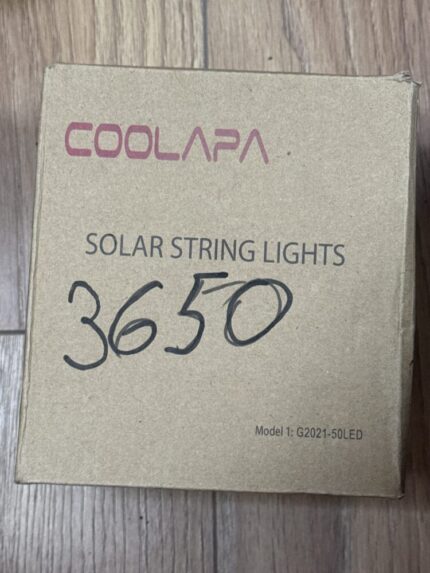 COOLAPA
SOLAR STRING LIGHTS
3650
Model 1: G2021-50LED